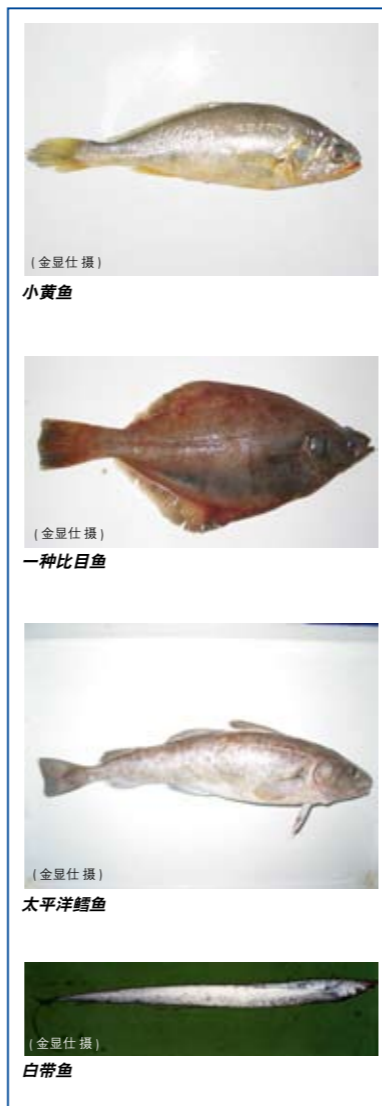 (金显仕 摄)
小黄鱼
(金显仕 摄)
一种比目鱼
(金显仕 摄)
太平洋鳕鱼
(金显仕 摄)
白带鱼